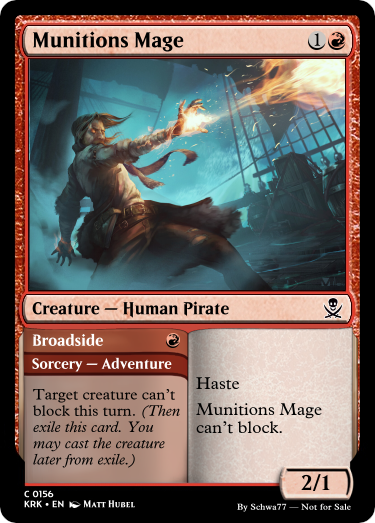 Munitions Mage 1
Creature — Human Pirate
Broadside
Sorcery — Adventure
Target creature can't
block this turn. (Then
exile this card. You
may cast the creature
later from exile.)
Haste
Munitions Mage
can't block.
2/1
C 0156
KRK • EN Matt Hubel
By Schwa77 — Not for Sale